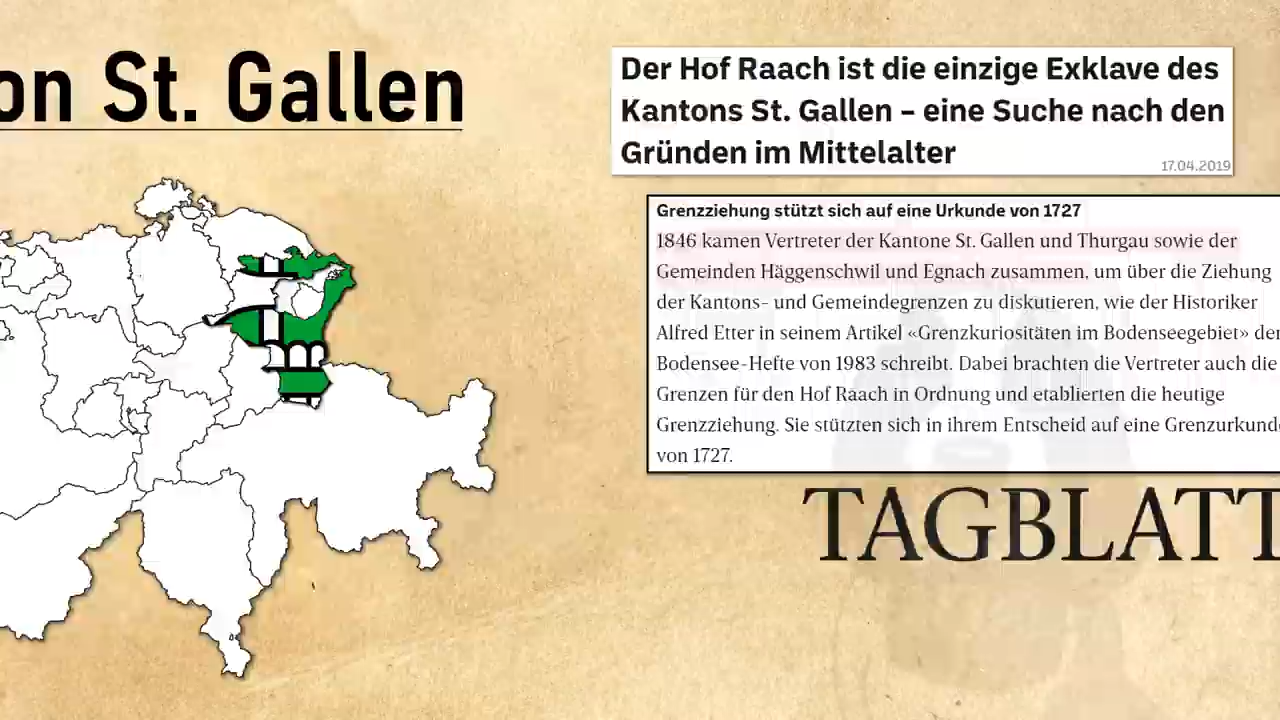 on St. Gallen
Der Hof Raach ist die einzige Exklave des
Kantons St. Gallen – eine Suche nach den
Gründen im Mittelalter
17.04.2019
Grenzziehung stützt sich auf eine Urkunde von 1727
1846 kamen Vertreter der Kantone St. Gallen und Thurgau sowie der
Gemeinden Häggenschwil und Egnach zusammen, um über die Ziehung
der Kantons- und Gemeindegrenzen zu diskutieren, wie der Historiker
Alfred Etter in seinem Artikel «Grenzkuriositäten im Bodenseegebiet» der
Bodensee-Hefte von 1983 schreibt. Dabei brachten die Vertreter auch die
Grenzen für den Hof Raach in Ordnung und etablierten die heutige
Grenzziehung. Sie stützten sich in ihrem Entscheid auf eine Grenzurkund
von 1727.
TAGBLATT